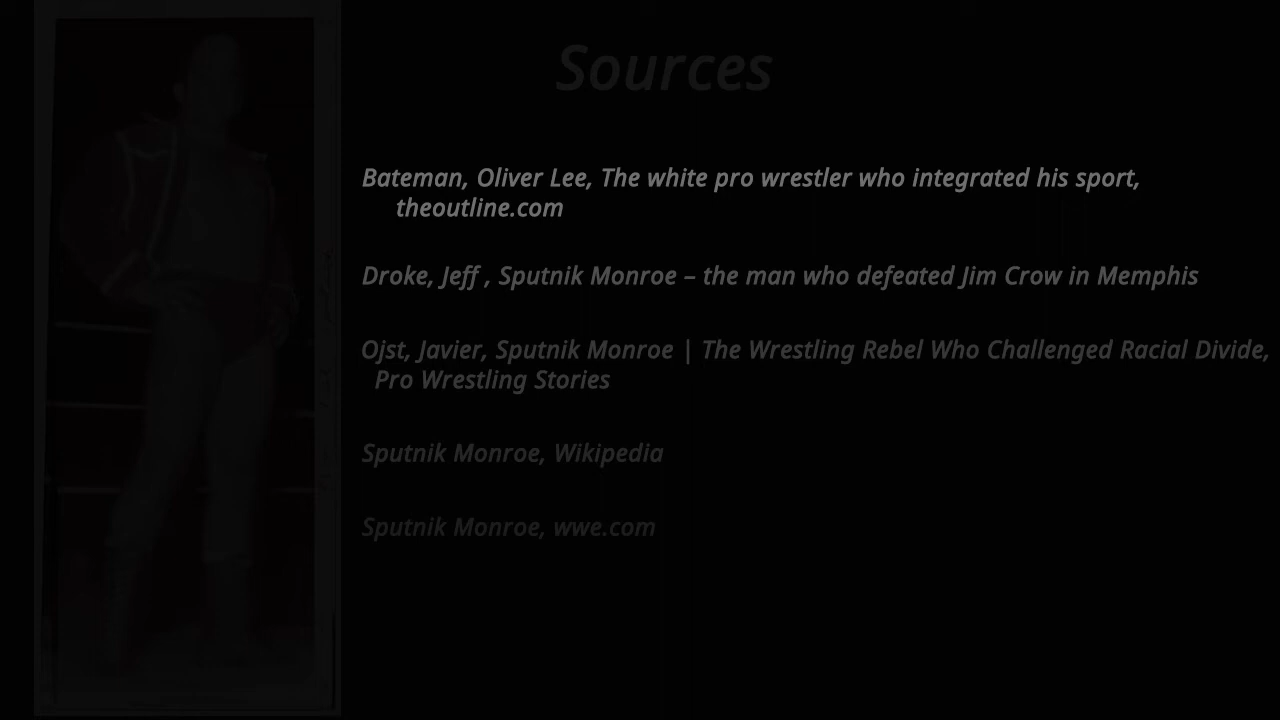 Sources
Bateman, Oliver Lee, The white pro wrestler who integrated his sport,
theoutline.com
Droke, Jeff , Sputnik Monroe – the man who defeated Jim Crow in Memphis
Ojst, Javier, Sputnik Monroe | The Wrestling Rebel Who Challenged Racial Divide,
Pro Wrestling Stories
Sputnik Monroe, Wikipedia
Sputnik Monroe, wwe.com